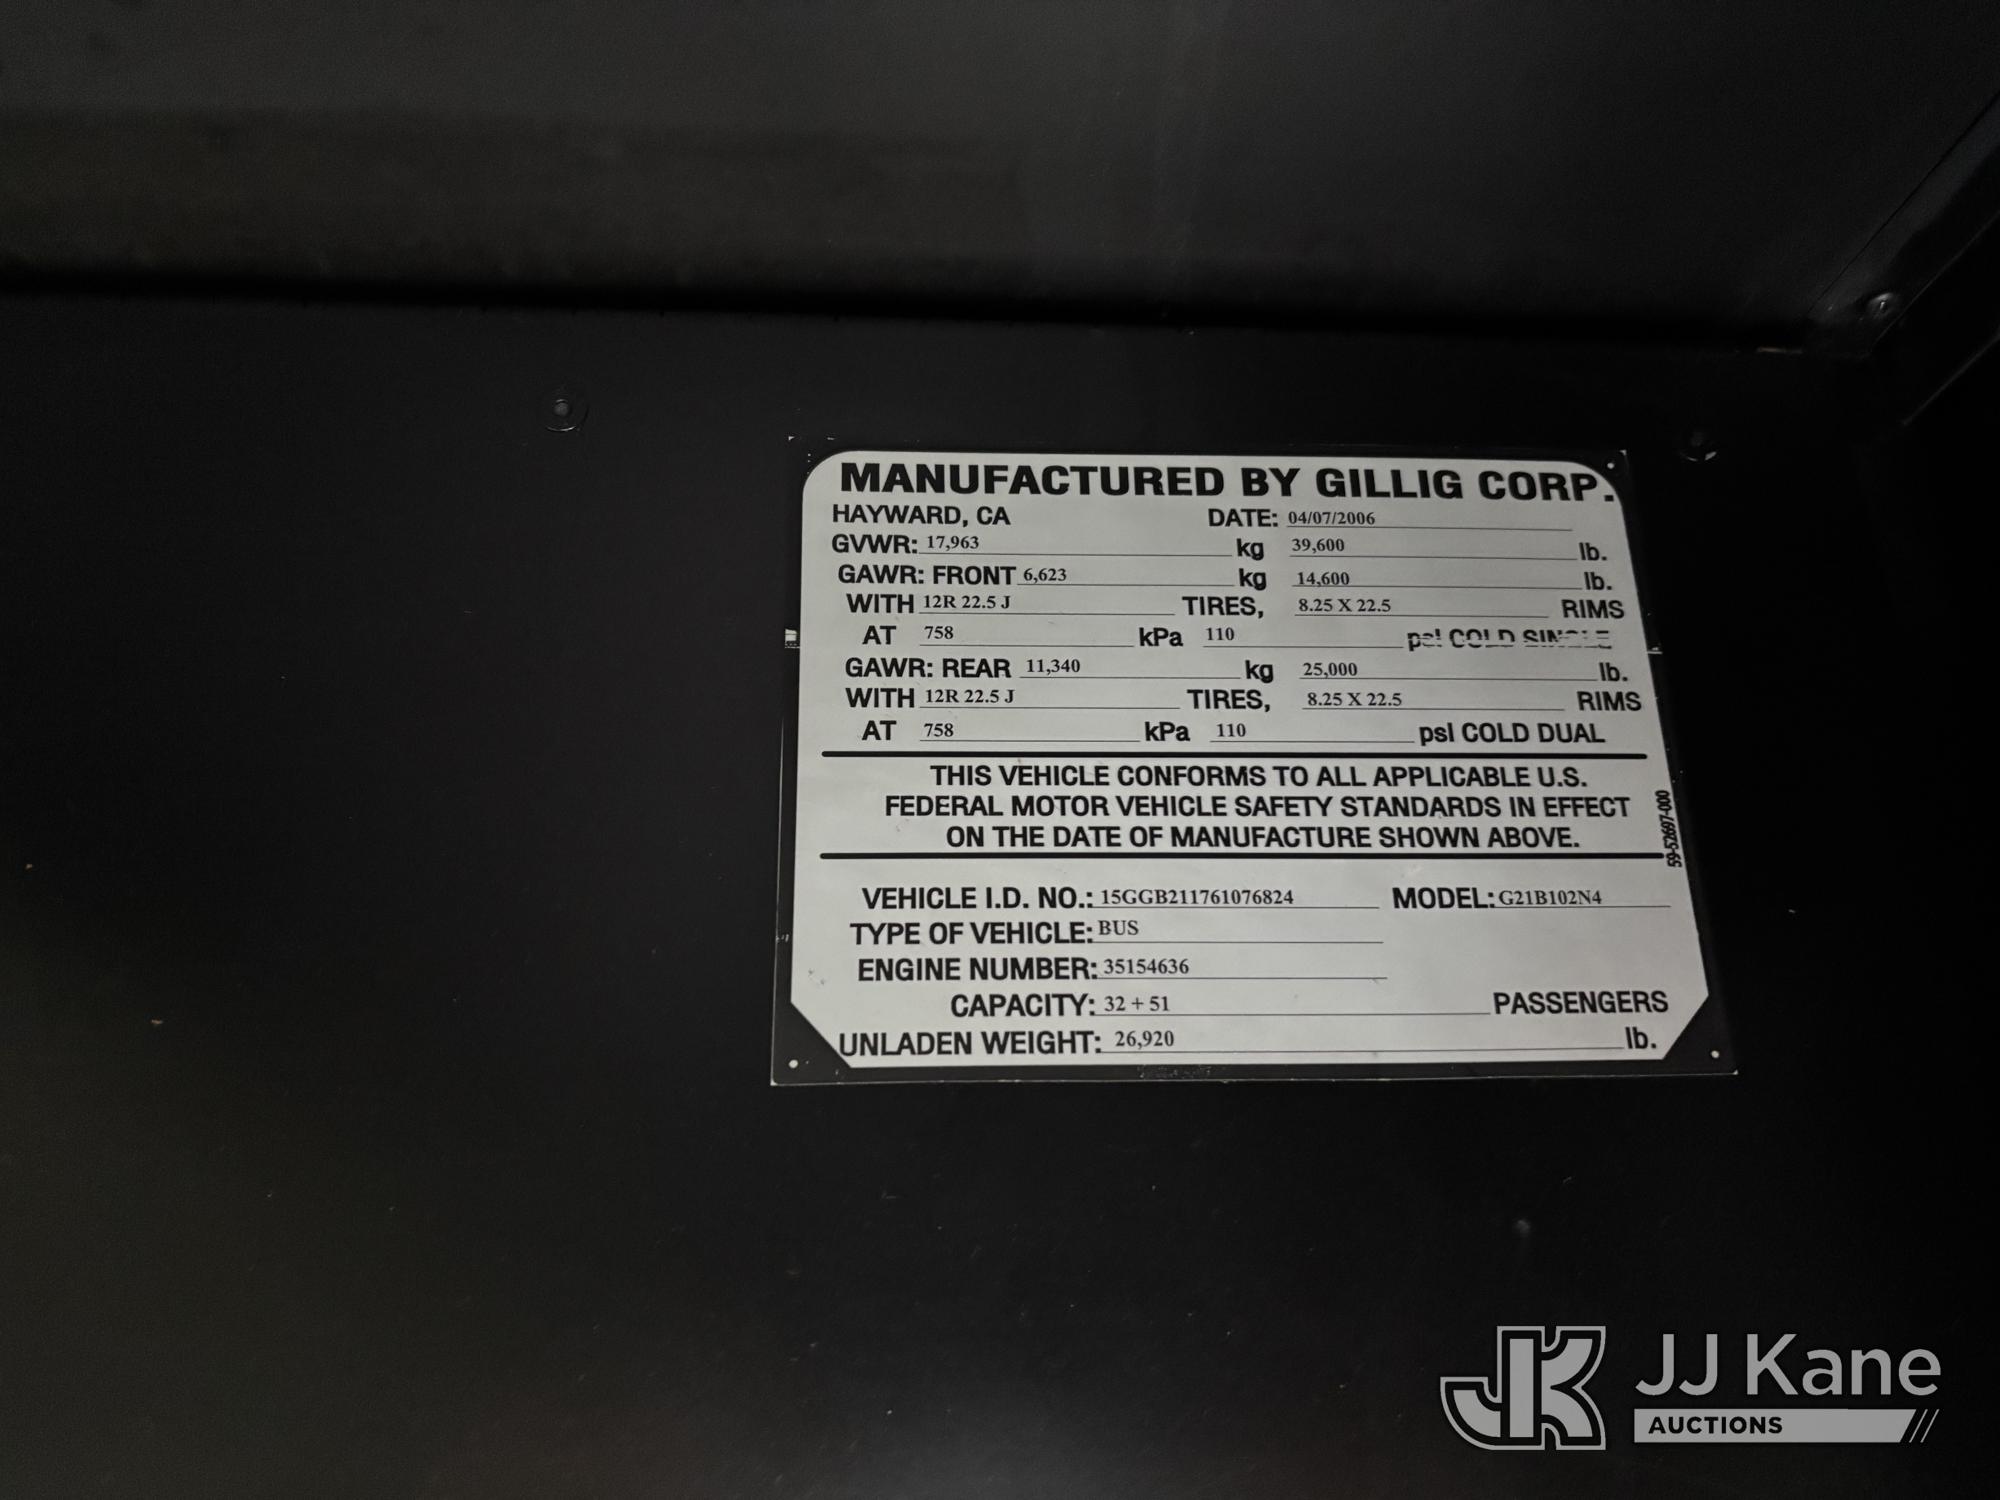 MANUFACTURED BY GILLIG CORP.
HAYWARD, CA DATE: 04/07/2006
GVWR: 17,963 kg 39,600 lb.
GAWR: FRONT 6,623 kg 14,600 lb.
WITH 12R 22.5 J TIRES, 8.25 X 22.5 RIMS
AT 758 kPa 110 psI COLD SINGLE
GAWR: REAR 11,340 kg 25,000 lb.
WITH 12R 22.5 J TIRES, 8.25 X 22.5 RIMS
AT 758 kPa 110 psI COLD DUAL
THIS VEHICLE CONFORMS TO ALL APPLICABLE U.S.
FEDERAL MOTOR VEHICLE SAFETY STANDARDS IN EFFECT
ON THE DATE OF MANUFACTURE SHOWN ABOVE.
59-52697-000
VEHICLE I.D. NO.: 15GGB211761076824 MODEL: G21B102N4
TYPE OF VEHICLE: BUS
ENGINE NUMBER: 35154636
CAPACITY: 32 + 51 PASSENGERS
UNLADEN WEIGHT: 26,920 lb.
JK JJ Kane
AUCTIONS